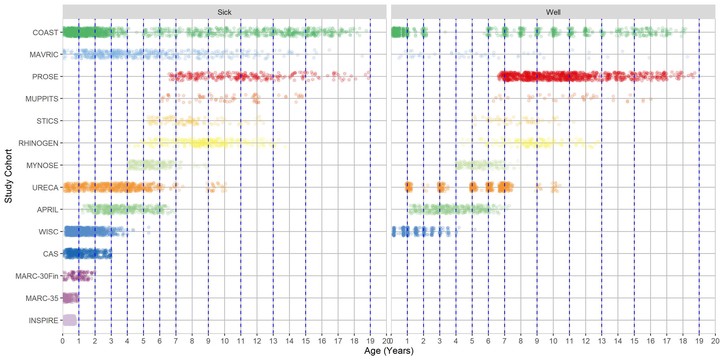 Sick
Well
Study Cohort
COAST
MAVRIC
PROSE
MUPPITS
STICS
RHINOGEN
MYNOSE
URECA
APRIL
WISC
CAS
MARC-30Fin
MARC-35
INSPIRE
0 1 2 3 4 5 6 7 8 9 10 11 12 13 14 15 16 17 18 19 20
0 1 2 3 4 5 6 7 8 9 10 11 12 13 14 15 16 17 18 19 20
Age (Years)